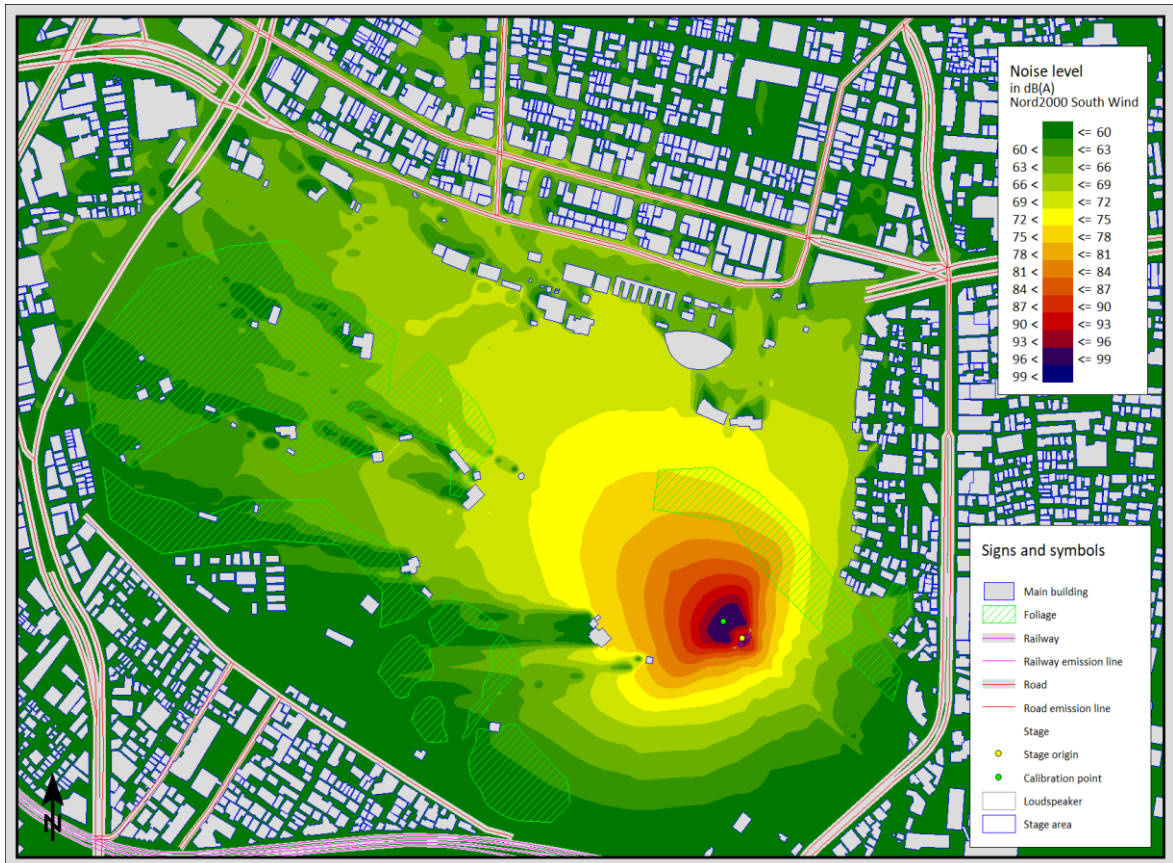 Noise level
in dB(A)
Nord2000 South Wind
<= 60
60 < <= 63
63 < <= 66
66 < <= 69
69 < <= 72
72 < <= 75
75 < <= 78
78 < <= 81
81 < <= 84
84 < <= 87
87 < <= 90
90 < <= 93
93 < <= 96
96 < <= 99
99 <
Signs and symbols
Main building
Foliage
Railway
Railway emission line
Road
Road emission line
Stage
Stage origin
Calibration point
Loudspeaker
Stage area
N